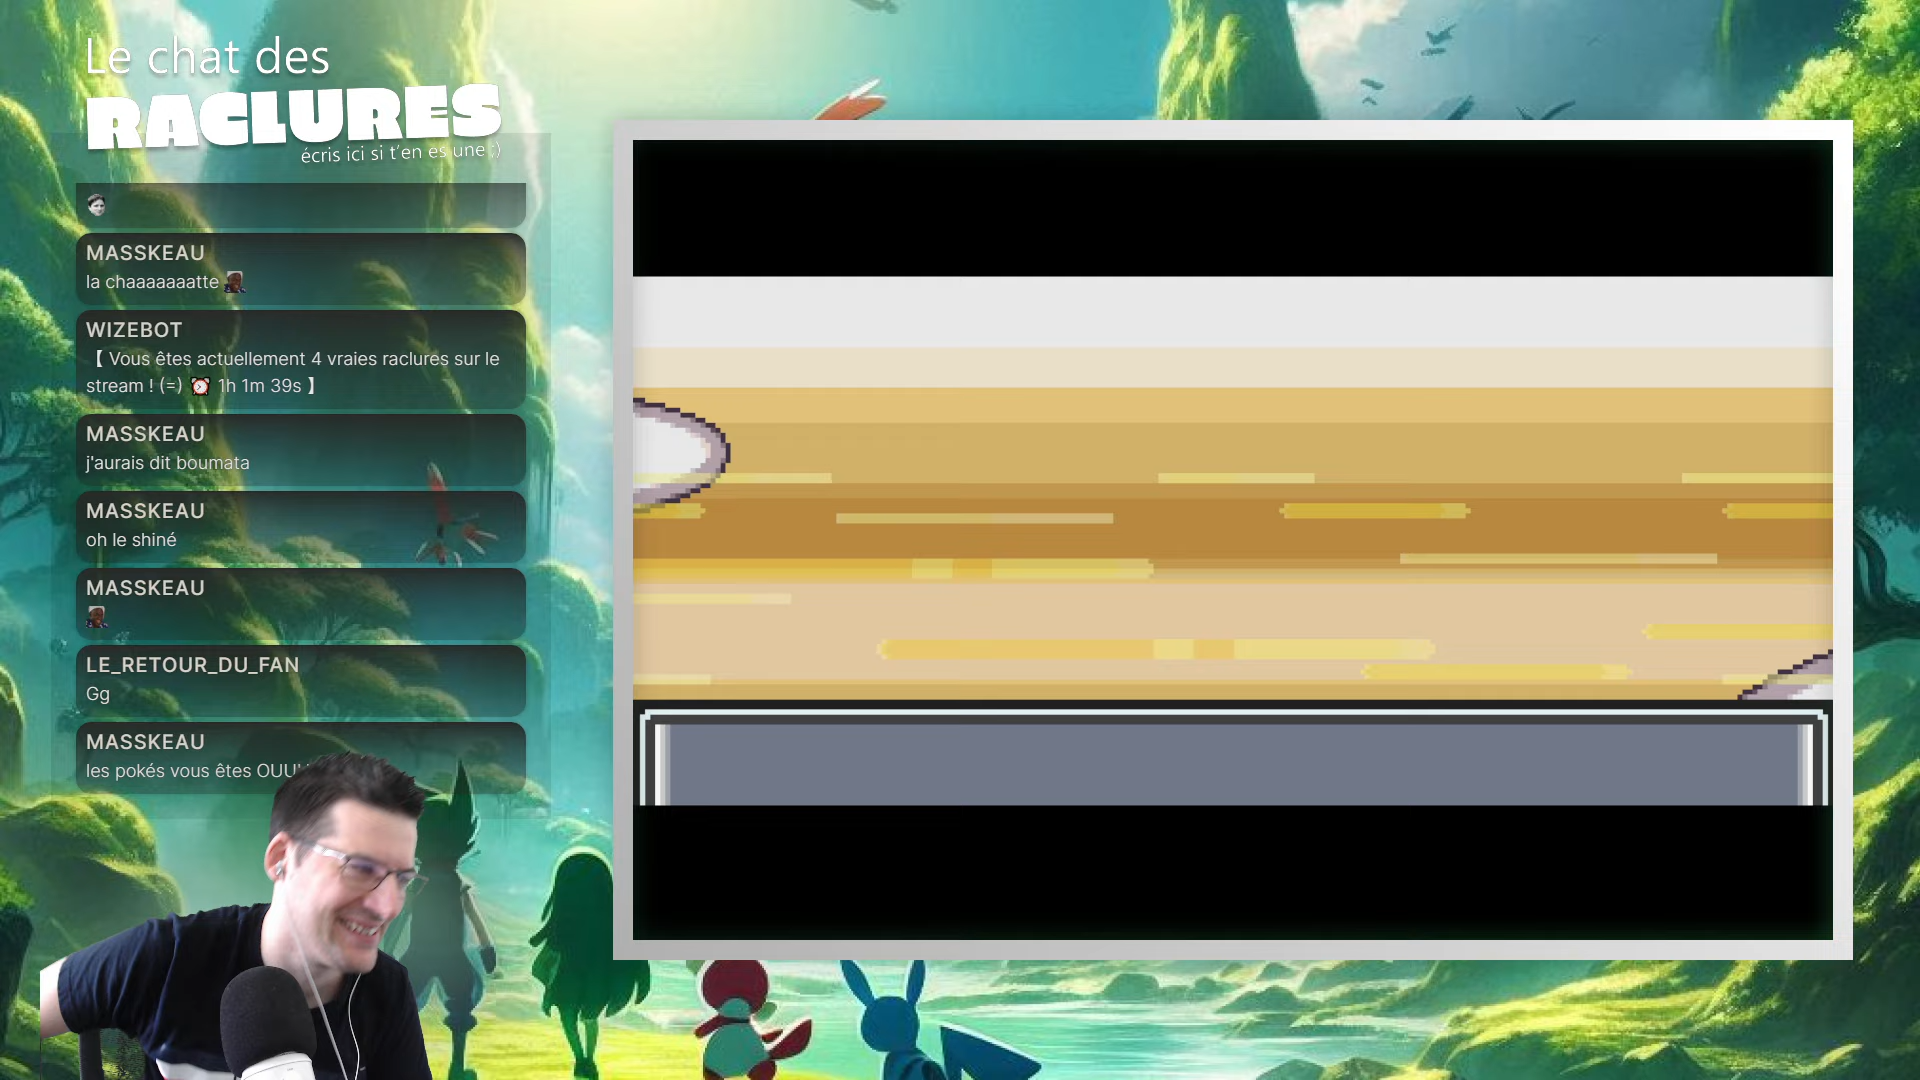 Le chat des
RACLURES
écris ici si t'en es une ;)
MASSKEAU
la chaaaaaaatte
WIZEBOT
【 Vous êtes actuellement 4 vraies raclures sur le
stream ! (=) ⏰ 1h 1m 39s 】
MASSKEAU
j'aurais dit boumata
MASSKEAU
oh le shiné
MASSKEAU
LE_RETOUR_DU_FAN
Gg
MASSKEAU
les pokés vous êtes